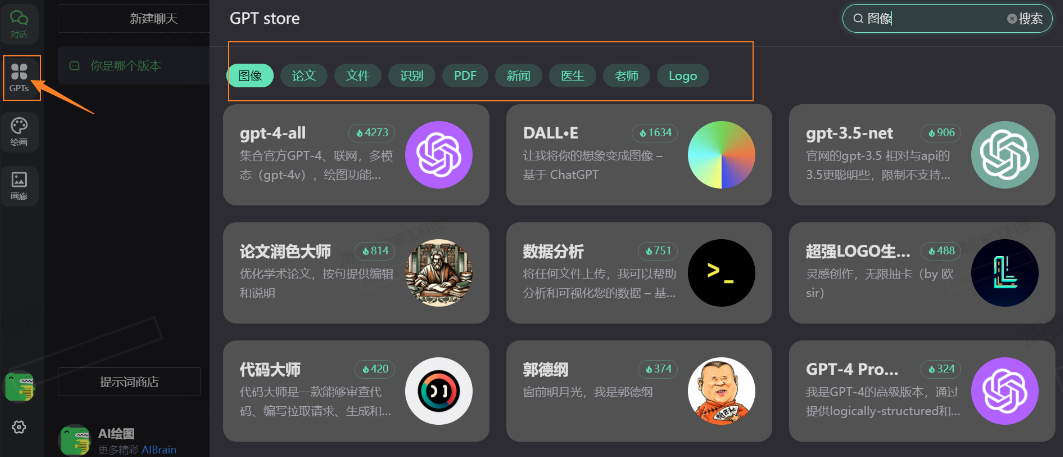 对话
GPTs
绘画
画廊
新建聊天
你是哪个版本
提示词商店
AI绘图
更多精彩 AIBrain
GPT store
图像
搜索
图像
论文
文件
识别
PDF
新闻
医生
老师
Logo
gpt-4-all
4273
集合官方GPT-4、联网，多模
态（gpt-4v），绘图功能...
DALL•E
1634
让我将你的想象变成图像 –
基于 ChatGPT
gpt-3.5-net
906
官网的gpt-3.5 相对与api的
3.5更聪明些，限制不支持...
论文润色大师
814
优化学术论文，按句提供编辑
和说明
数据分析
751
将任何文件上传，我可以帮助
分析和可视化您的数据 – 基...
超强LOGO生...
488
灵感创作，无限抽卡（by 欧
sir）
代码大师
420
代码大师是一款能够审查代
码、编写拉取请求、生成和...
郭德纲
374
窗前明月光，我是郭德纲
GPT-4 Pro...
324
我是GPT-4的高级版本，通过
提供logically-structured和...